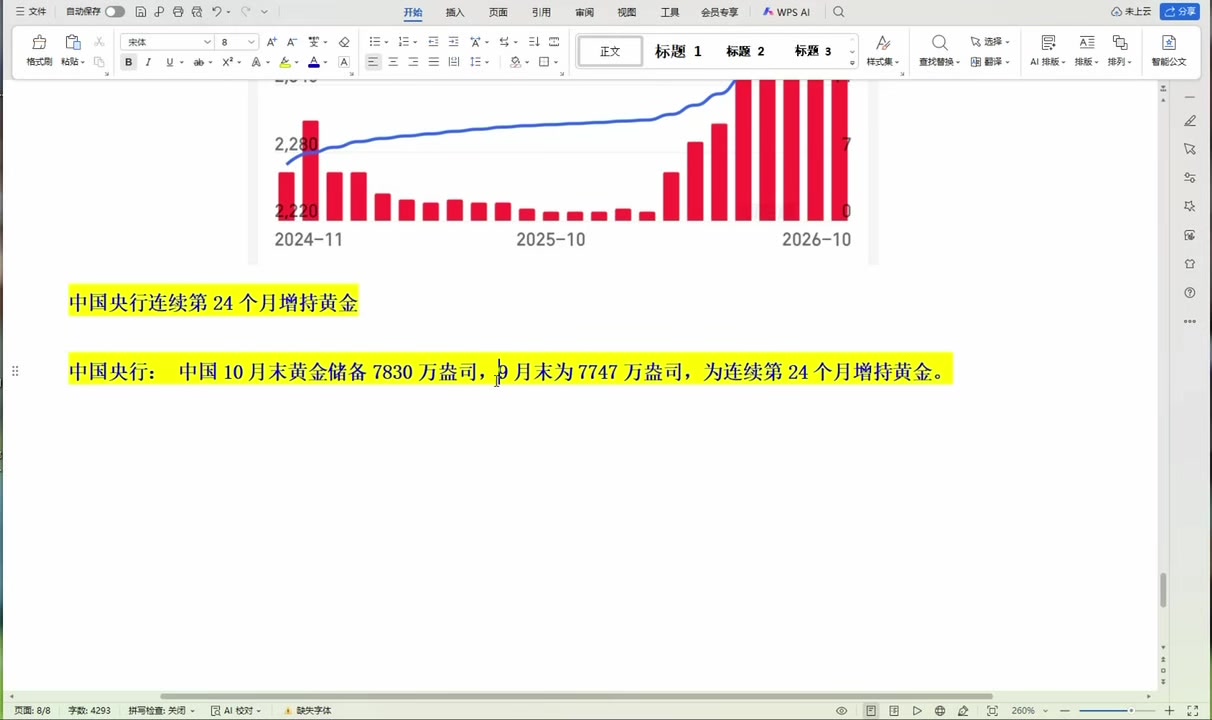 文件 自动保存 开始 插入 页面 引用 审阅 视图 工具 会员专享 WPS AI 未上云 分享
格式刷 粘贴 宋体 8 正文 标题 1 标题 2 标题 3 样式集 查找替换 选择 翻译 AI 排版 排版 排列 智能公文
2,280 7
2,220 0
2024-11 2025-10 2026-10
中国央行连续第 24 个月增持黄金
中国央行： 中国 10 月末黄金储备 7830 万盎司，9 月末为 7747 万盎司，为连续第 24 个月增持黄金。
页面: 8/8 字数: 4293 拼写检查: 关闭 AI 校对 缺失字体 260%